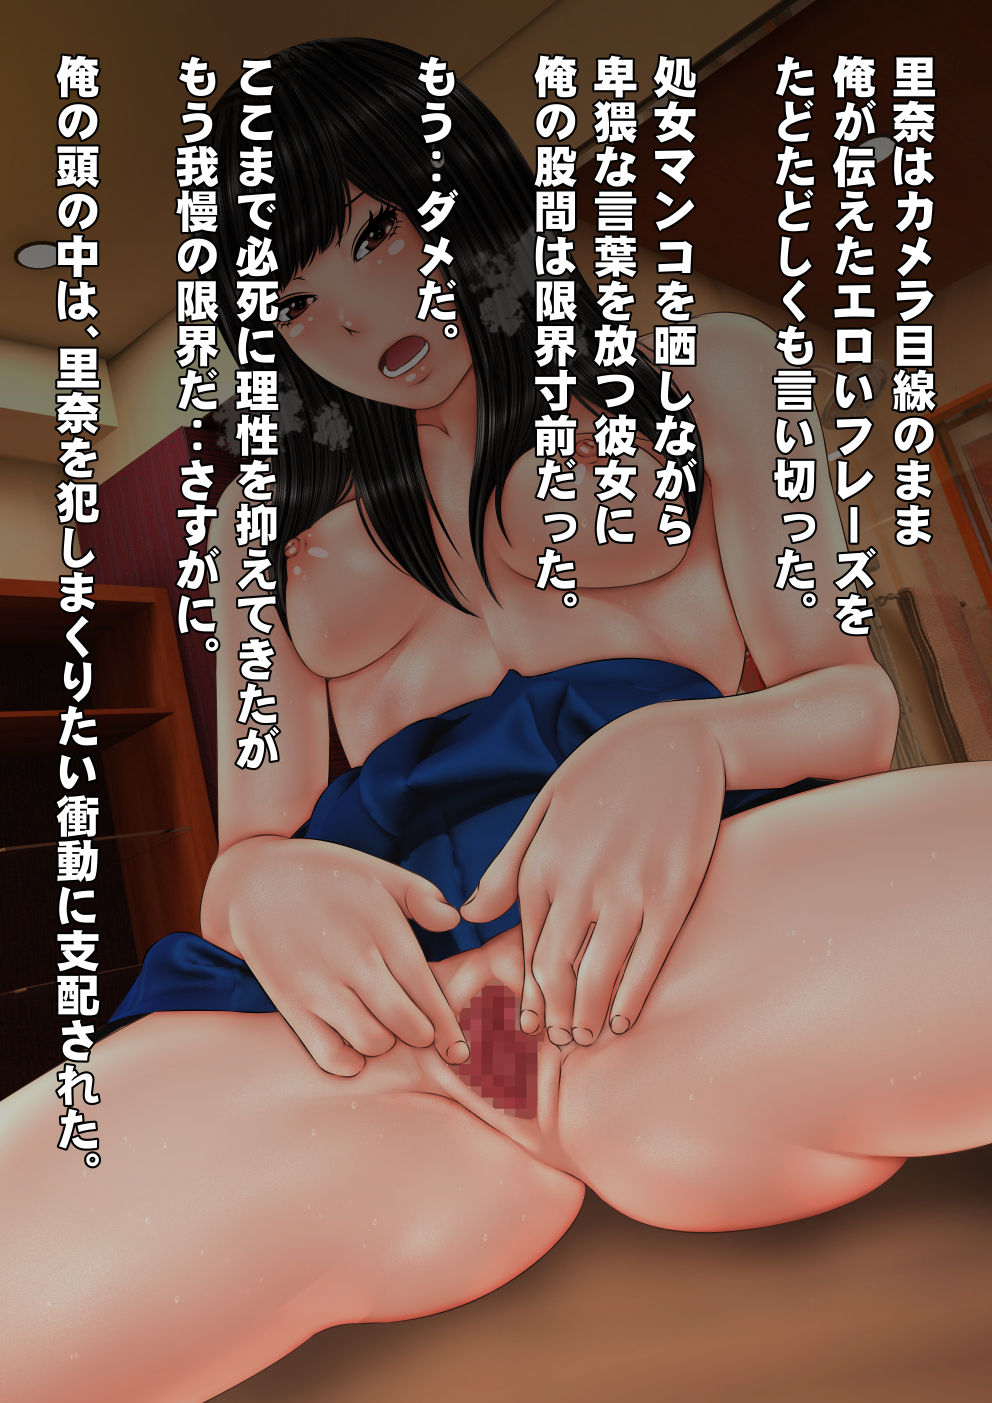 里奈はカメラ目線のまま
俺が伝えたエロいフレーズを
たどたどしくも言い切った。
処女マンコを晒しながら
卑猥な言葉を放つ彼女に
俺の股間は限界寸前だった。
もう‥ダメだ。
ここまで必死に理性を抑えてきたが
もう我慢の限界だ‥さすがに。
俺の頭の中は、里奈を犯しまくりたい衝動に支配された。